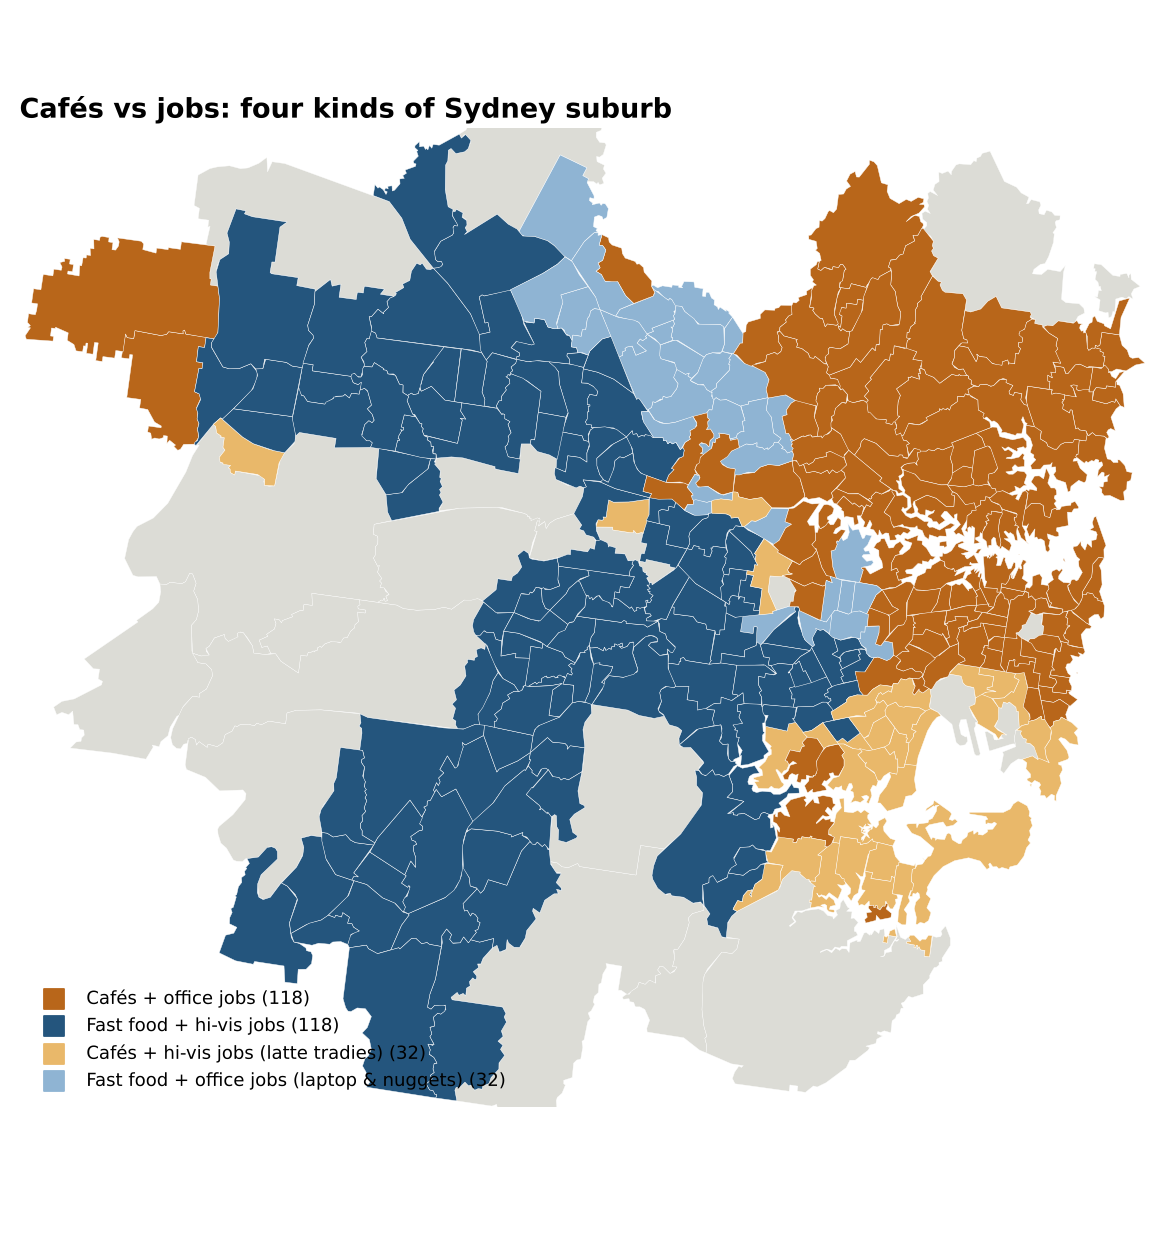 Cafés vs jobs: four kinds of Sydney suburb
Cafés + office jobs (118)
Fast food + hi-vis jobs (118)
Cafés + hi-vis jobs (latte tradies) (32)
Fast food + office jobs (laptop & nuggets) (32)